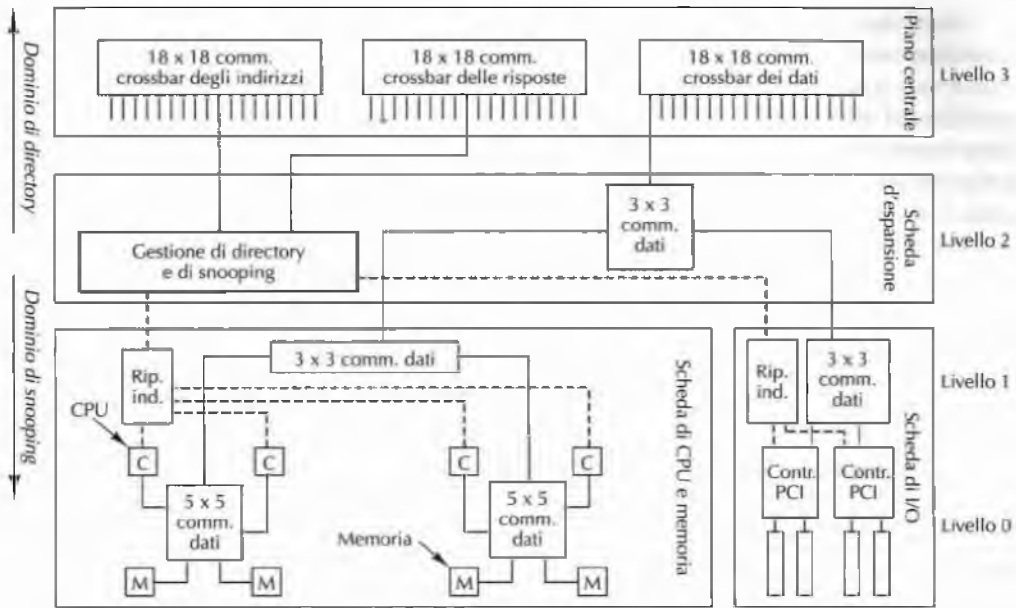 Dominio di directory
Dominio di snooping
18 x 18 comm.
crossbar degli indirizzi
18 x 18 comm.
crossbar delle risposte
18 x 18 comm.
crossbar dei dati
Piano centrale
Livello 3
Gestione di directory
e di snooping
3 x 3
comm.
dati
Scheda
d'espansione
Livello 2
Rip.
ind.
3 x 3 comm. dati
CPU
C
C
C
C
5 x 5
comm.
dati
5 x 5
comm.
dati
Memoria
M
M
M
M
Scheda di CPU e memoria
Rip.
ind.
3 x 3
comm.
dati
Livello 1
Contr.
PCI
Contr.
PCI
Scheda di I/O
Livello 0